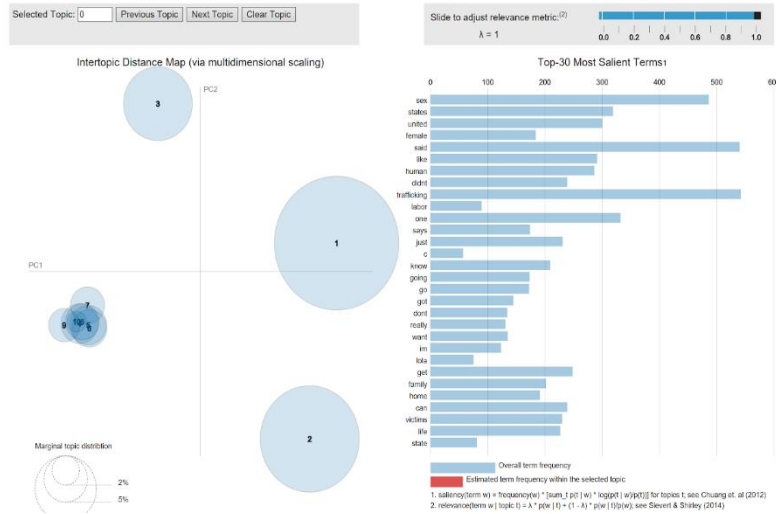 Selected Topic: 0 Previous Topic Next Topic Clear Topic
Slide to adjust relevance metric:(2)
λ = 1
0.0 0.2 0.4 0.6 0.8 1.0
Intertopic Distance Map (via multidimensional scaling)
PC2
PC1
3
1
7
9
2
Marginal topic distribtion
2%
5%
Top-30 Most Salient Terms1
0 100 200 300 400 500
sex
states
united
female
said
like
human
didnt
trafficking
labor
one
says
just
c
know
going
go
got
dont
really
want
im
lola
get
family
home
can
victims
life
state
Overall term frequency
Estimated term frequency within the selected topic
1. saliency(term w) = frequency(w) * [sum_t p(t | w) * log(p(t | w)/p(t))] for topics t; see Chuang et. al (2012)
2. relevance(term w | topic t) = λ * p(w | t) + (1 - λ) * p(w | t)/p(w); see Sievert & Shirley (2014)